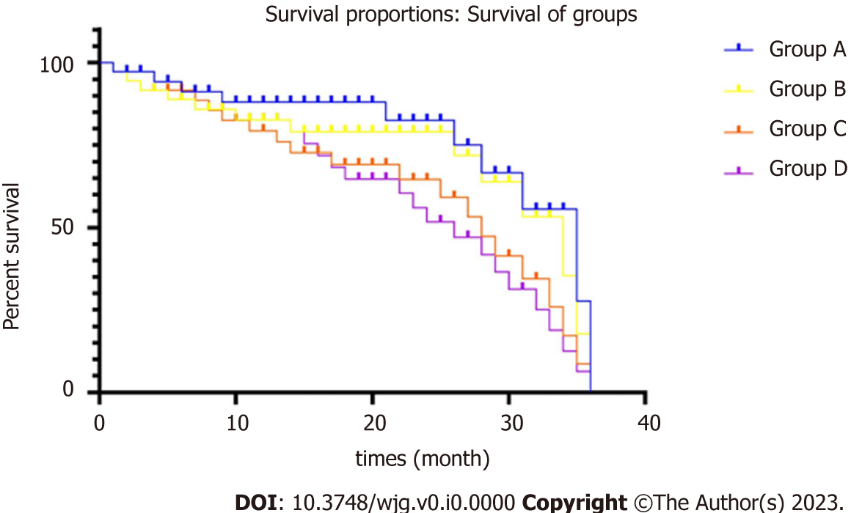 Survival proportions: Survival of groups
Group A
Group B
Group C
Group D
Percent survival
100
50
0
0 10 20 30 40
times (month)
DOI: 10.3748/wjg.v0.i0.0000 Copyright ©The Author(s) 2023.